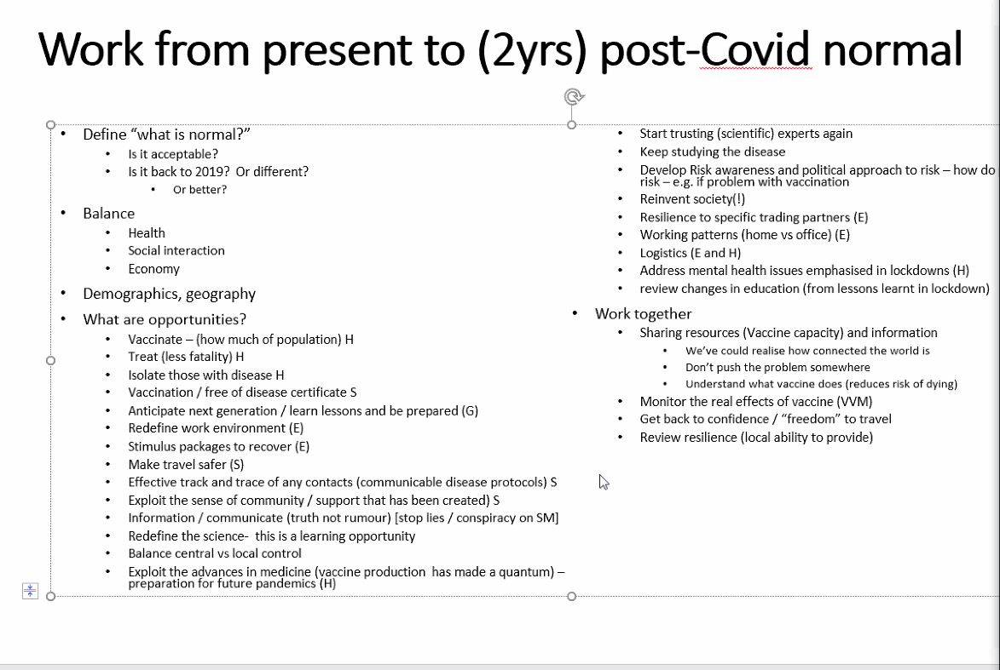 Work from present to (2yrs) post-Covid normal
• Define “what is normal?”
• Is it acceptable?
• Is it back to 2019?  Or different?
• Or better?
• Balance
• Health
• Social interaction
• Economy
• Demographics, geography
• What are opportunities?
• Vaccinate – (how much of population) H
• Treat (less fatality) H
• Isolate those with disease H
• Vaccination / free of disease certificate S
• Anticipate next generation / learn lessons and be prepared (G)
• Redefine work environment (E)
• Stimulus packages to recover (E)
• Make travel safer (S)
• Effective track and trace of any contacts (communicable disease protocols) S
• Exploit the sense of community / support that has been created) S
• Information / communicate (truth not rumour) [stop lies / conspiracy on SM]
• Redefine the science-  this is a learning opportunity
• Balance central vs local control
• Exploit the advances in medicine (vaccine production  has made a quantum) –
preparation for future pandemics (H)
• Start trusting (scientific) experts again
• Keep studying the disease
• Develop Risk awareness and political approach to risk – how do
risk – e.g. if problem with vaccination
• Reinvent society(!)
• Resilience to specific trading partners (E)
• Working patterns (home vs office) (E)
• Logistics (E and H)
• Address mental health issues emphasised in lockdowns (H)
• review changes in education (from lessons learnt in lockdown)
• Work together
• Sharing resources (Vaccine capacity) and information
• We’ve could realise how connected the world is
• Don’t push the problem somewhere
• Understand what vaccine does (reduces risk of dying)
• Monitor the real effects of vaccine (VVM)
• Get back to confidence / “freedom” to travel
• Review resilience (local ability to provide)